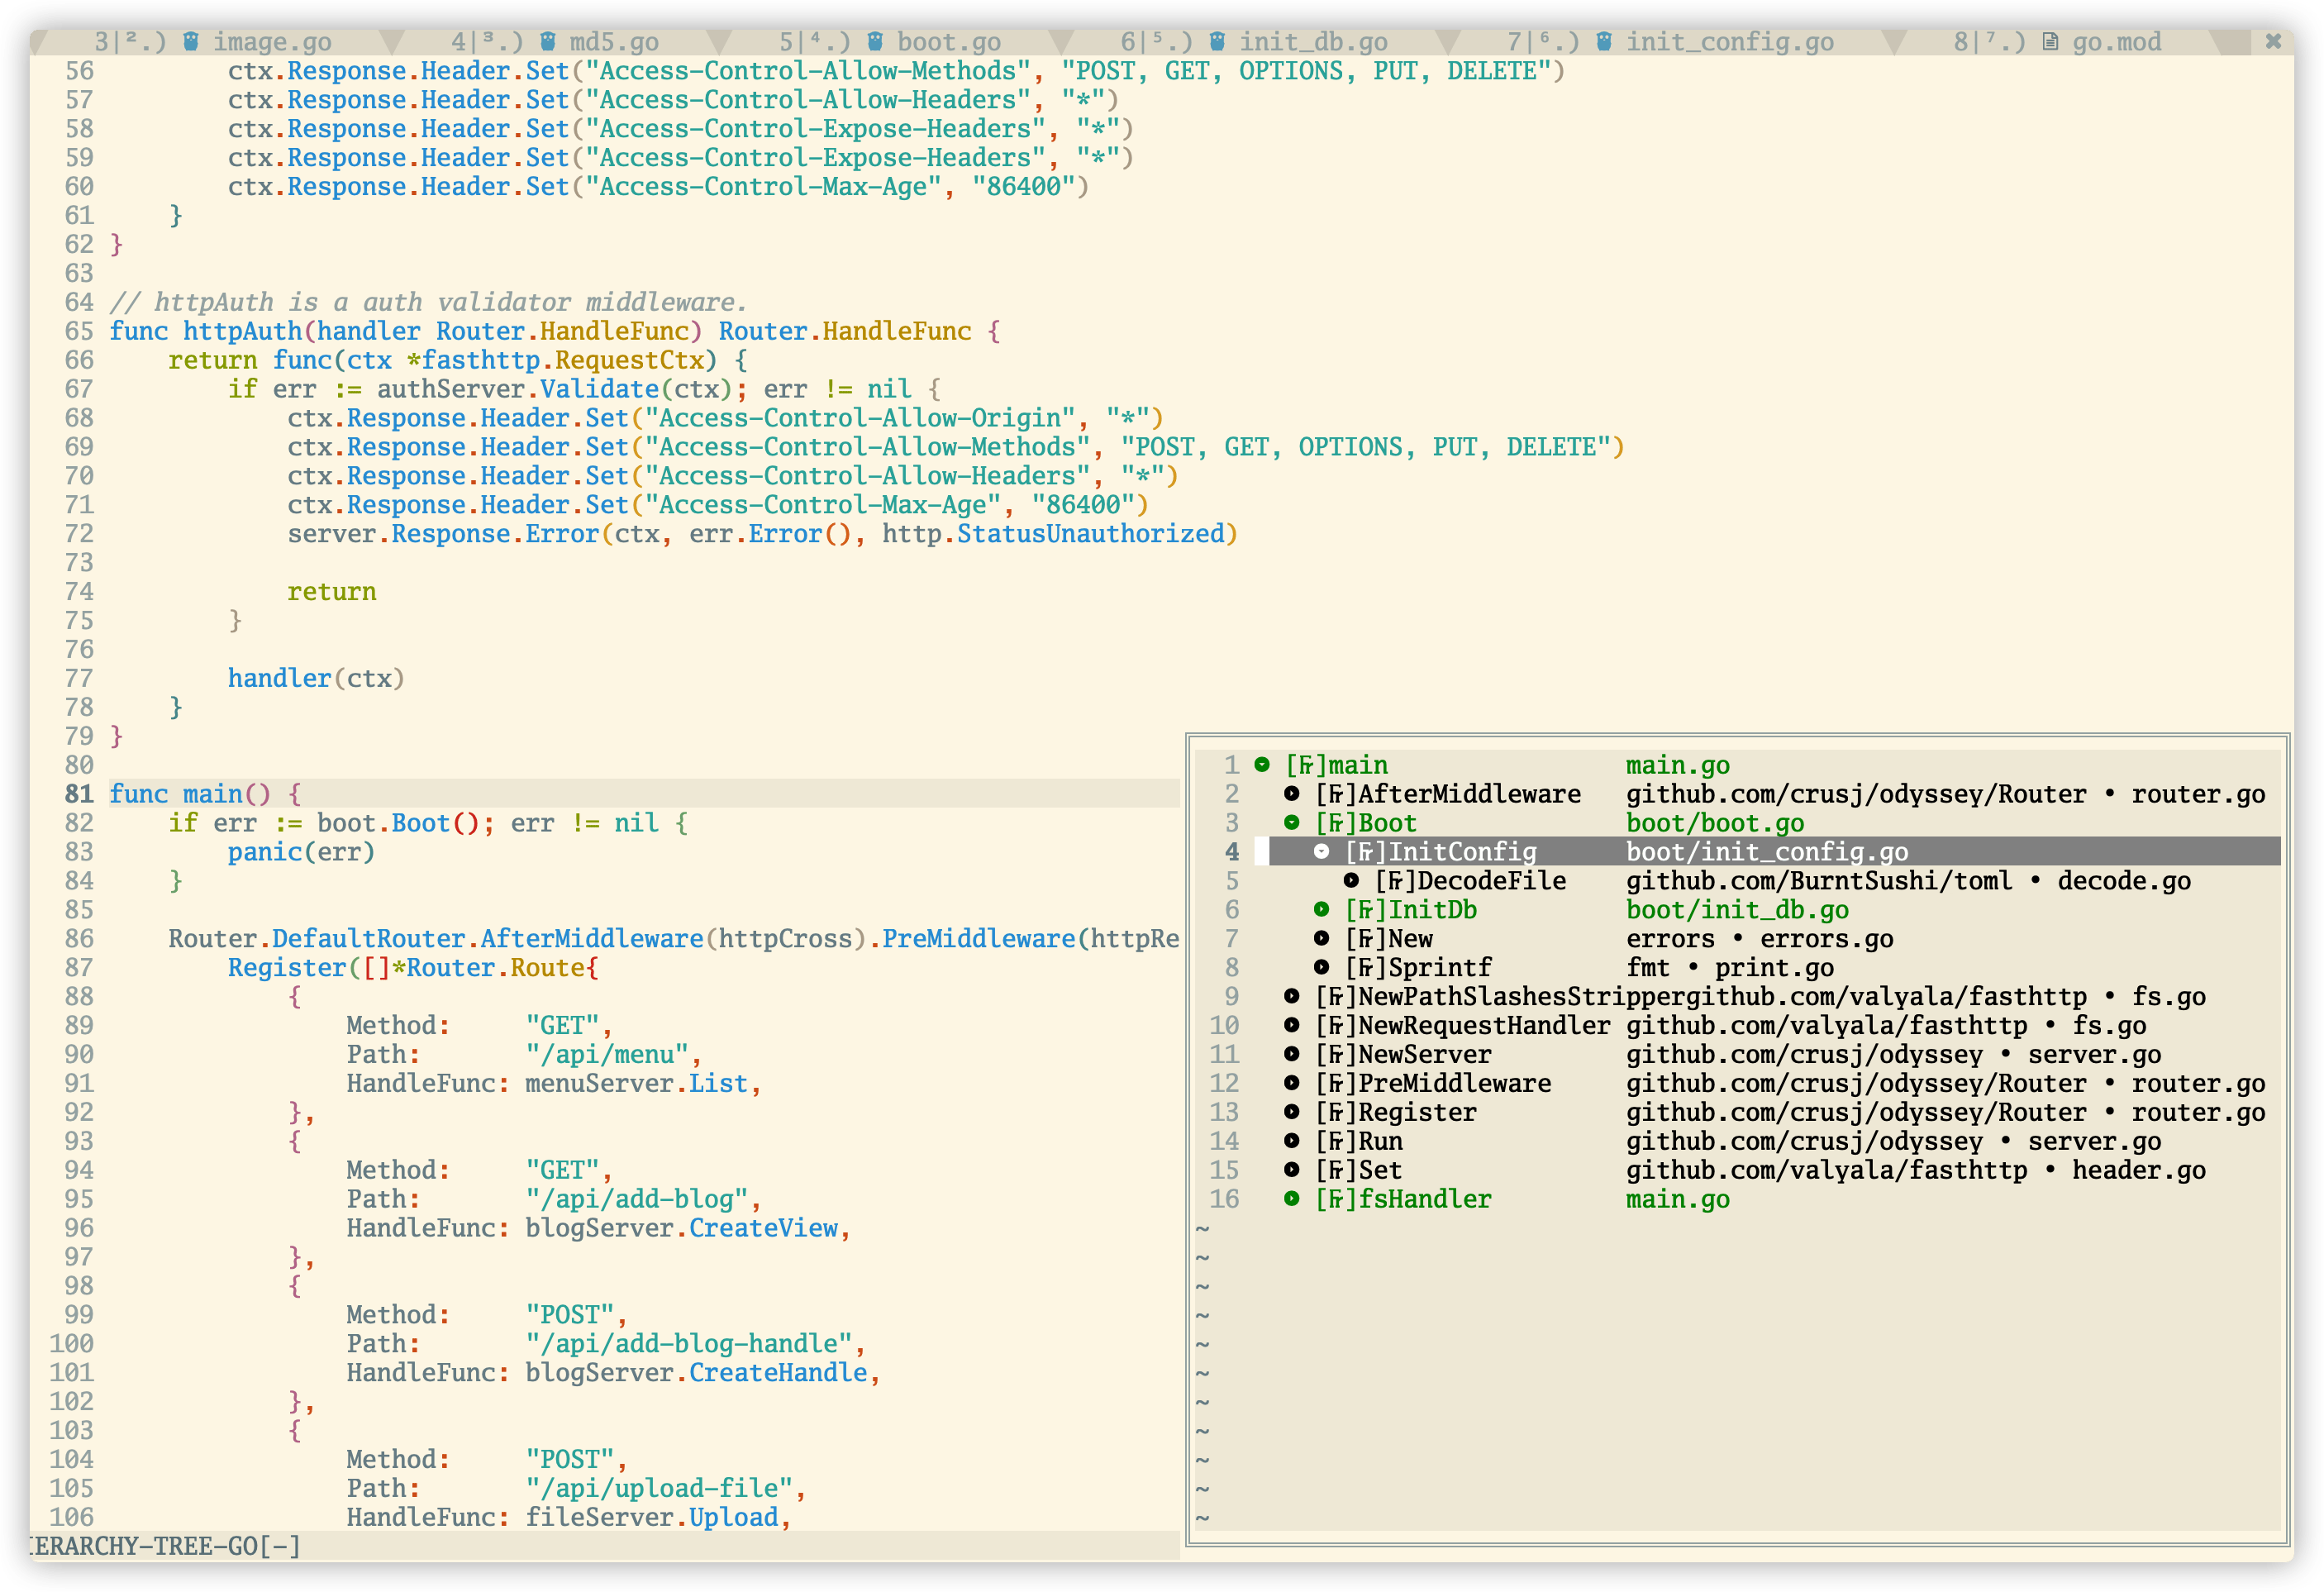 3|².) image.go 4|³.) md5.go 5|⁴.) boot.go 6|⁵.) init_db.go 7|⁶.) init_config.go 8|⁷.) go.mod ✖
56         ctx.Response.Header.Set("Access-Control-Allow-Methods", "POST, GET, OPTIONS, PUT, DELETE")
57         ctx.Response.Header.Set("Access-Control-Allow-Headers", "*")
58         ctx.Response.Header.Set("Access-Control-Expose-Headers", "*")
59         ctx.Response.Header.Set("Access-Control-Expose-Headers", "*")
60         ctx.Response.Header.Set("Access-Control-Max-Age", "86400")
61     }
62 }
63
64 // httpAuth is a auth validator middleware.
65 func httpAuth(handler Router.HandleFunc) Router.HandleFunc {
66     return func(ctx *fasthttp.RequestCtx) {
67         if err := authServer.Validate(ctx); err != nil {
68             ctx.Response.Header.Set("Access-Control-Allow-Origin", "*")
69             ctx.Response.Header.Set("Access-Control-Allow-Methods", "POST, GET, OPTIONS, PUT, DELETE")
70             ctx.Response.Header.Set("Access-Control-Allow-Headers", "*")
71             ctx.Response.Header.Set("Access-Control-Max-Age", "86400")
72             server.Response.Error(ctx, err.Error(), http.StatusUnauthorized)
73
74             return
75         }
76
77         handler(ctx)
78     }
79 }
80
81 func main() {
82     if err := boot.Boot(); err != nil {
83         panic(err)
84     }
85
86     Router.DefaultRouter.AfterMiddleware(httpCross).PreMiddleware(httpRe
87         Register([]*Router.Route{
88             {
89                 Method:     "GET",
90                 Path:       "/api/menu",
91                 HandleFunc: menuServer.List,
92             },
93             {
94                 Method:     "GET",
95                 Path:       "/api/add-blog",
96                 HandleFunc: blogServer.CreateView,
97             },
98             {
99                 Method:     "POST",
100                 Path:       "/api/add-blog-handle",
101                 HandleFunc: blogServer.CreateHandle,
102             },
103             {
104                 Method:     "POST",
105                 Path:       "/api/upload-file",
106                 HandleFunc: fileServer.Upload,
IERARCHY-TREE-GO[-]
1 [F]main main.go
2 [F]AfterMiddleware github.com/crusj/odyssey/Router • router.go
3 [F]Boot boot/boot.go
4 [F]InitConfig boot/init_config.go
5 [F]DecodeFile github.com/BurntSushi/toml • decode.go
6 [F]InitDb boot/init_db.go
7 [F]New errors • errors.go
8 [F]Sprintf fmt • print.go
9 [F]NewPathSlashesStrippergithub.com/valyala/fasthttp • fs.go
10 [F]NewRequestHandler github.com/valyala/fasthttp • fs.go
11 [F]NewServer github.com/crusj/odyssey • server.go
12 [F]PreMiddleware github.com/crusj/odyssey/Router • router.go
13 [F]Register github.com/crusj/odyssey/Router • router.go
14 [F]Run github.com/crusj/odyssey • server.go
15 [F]Set github.com/valyala/fasthttp • header.go
16 [F]fsHandler main.go
~
~
~
~
~
~
~
~
~
~
~